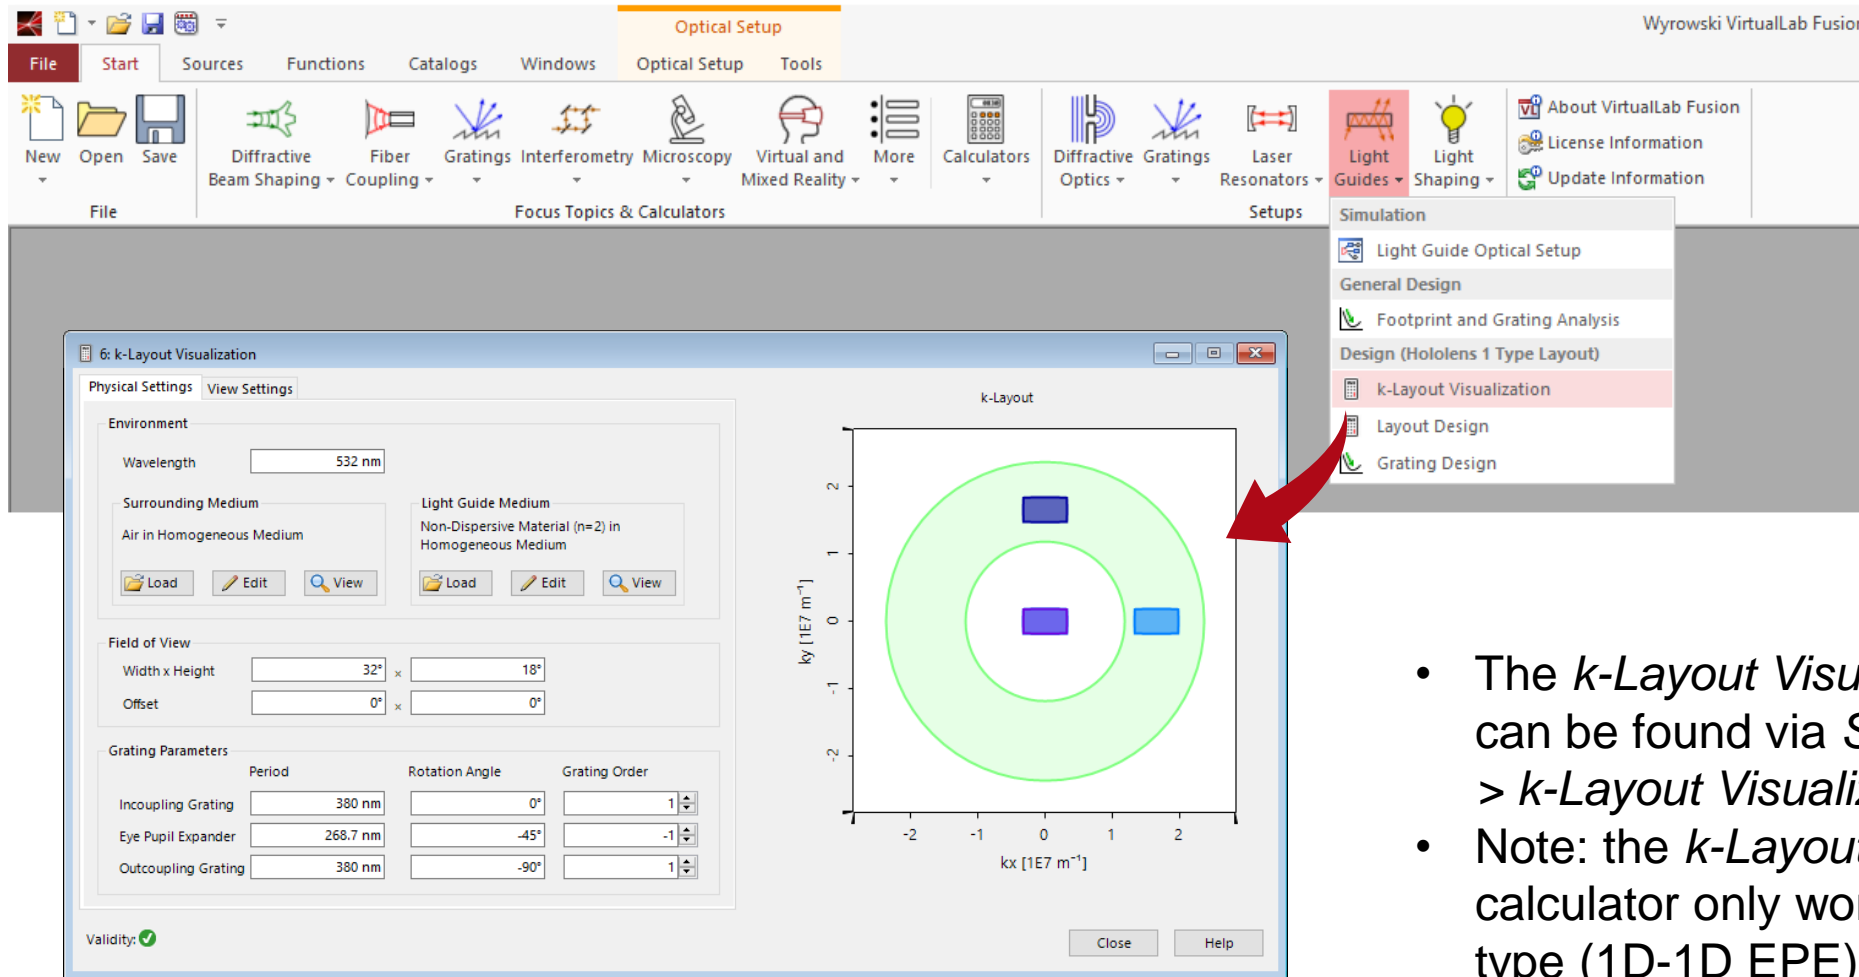 Optical Setup
Wyrowski VirtualLab Fusion
File Start Sources Functions Catalogs Windows Optical Setup Tools
New Open Save
Diffractive Beam Shaping
Fiber Coupling
Gratings
Interferometry
Microscopy
Virtual and Mixed Reality
More
Calculators
Diffractive Optics
Gratings
Laser Resonators
Light Guides
Light Shaping
About VirtualLab Fusion
License Information
Update Information
File
Focus Topics & Calculators
Setups
Simulation
Light Guide Optical Setup
General Design
Footprint and Grating Analysis
Design (Hololens 1 Type Layout)
k-Layout Visualization
Layout Design
Grating Design
6: k-Layout Visualization
Physical Settings View Settings
Environment
Wavelength 532 nm
Surrounding Medium
Air in Homogeneous Medium
Load Edit View
Light Guide Medium
Non-Dispersive Material (n=2) in
Homogeneous Medium
Load Edit View
Field of View
Width x Height 32° × 18°
Offset 0° × 0°
Grating Parameters
Period Rotation Angle Grating Order
Incoupling Grating 380 nm 0° 1
Eye Pupil Expander 268.7 nm -45° -1
Outcoupling Grating 380 nm -90° 1
Validity:
k-Layout
ky [1E7 m⁻¹]
2
1
0
-1
-2
-2 -1 0 1 2
kx [1E7 m⁻¹]
Close Help
• The k-Layout Visu
can be found via S
> k-Layout Visualiz
• Note: the k-Layout
calculator only wor
type (1D-1D EPE)